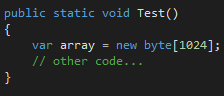 public static void Test()
{
    var array = new byte[1024];
    // other code...
}